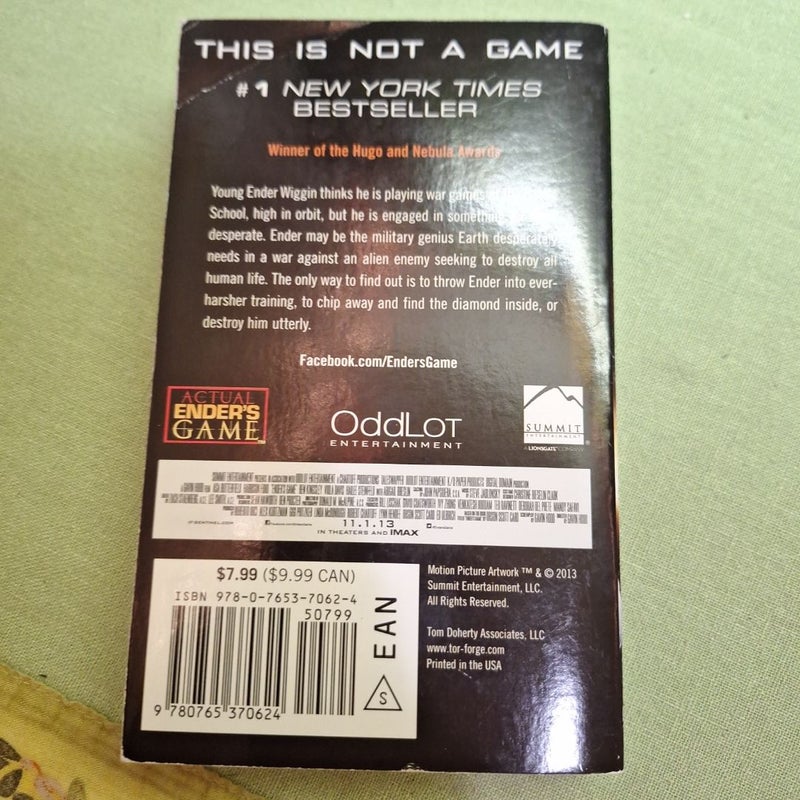 THIS IS NOT A GAME
#1 NEW YORK TIMES
BESTSELLER
Winner of the Hugo and Nebula Awards
Young Ender Wiggin thinks he is playing war games
School, high in orbit, but he is engaged in
desperate. Ender may be the military genius Earth desperately
needs in a war against an alien enemy seeking to destroy all
human life. The only way to find out is to throw Ender into ever-
harsher training, to chip away and find the diamond inside, or
destroy him utterly.
Facebook.com/EndersGame
ACTUAL
ENDER'S
GAME™
OddLot
ENTERTAINMENT
SUMMIT
ENTERTAINMENT
A LIONSGATE COMPANY
11.1.13
IN THEATERS AND IMAX
$7.99 ($9.99 CAN)
ISBN 978-0-7653-7062-4
50799
EAN
S
9 780765 370624
Motion Picture Artwork ™ & © 2013
Summit Entertainment, LLC.
All Rights Reserved.
Tom Doherty Associates, LLC
www.tor-forge.com
Printed in the USA